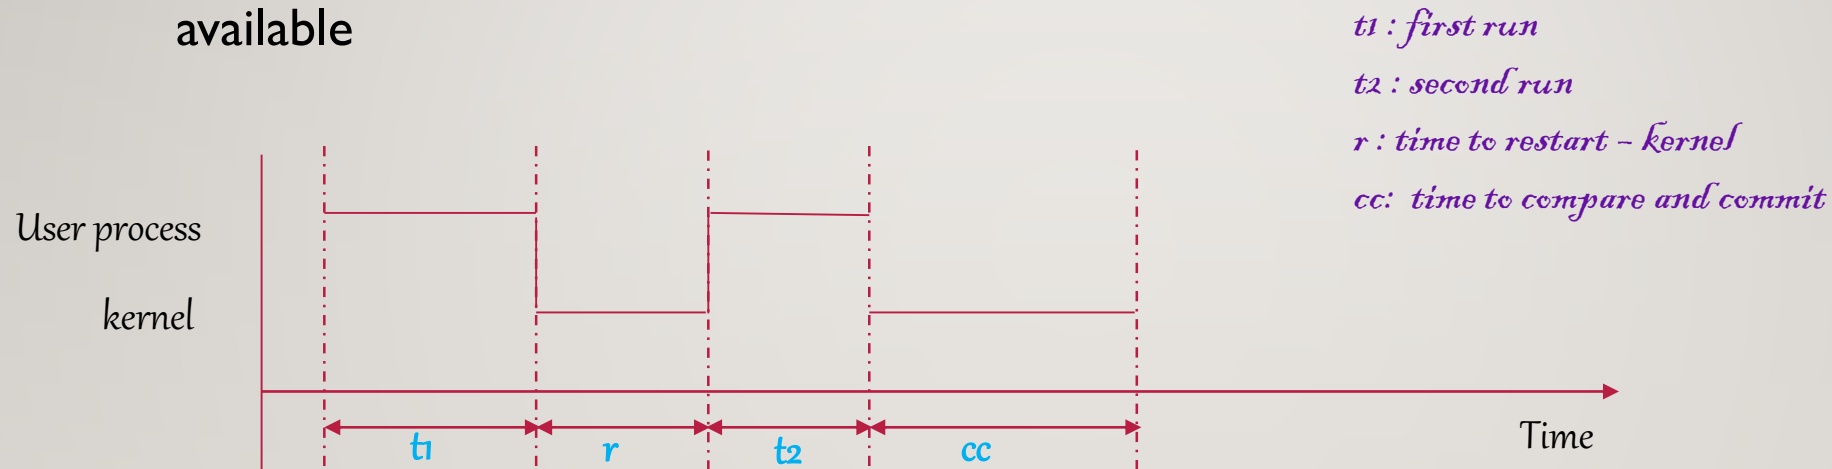 available
t1 : first run
t2 : second run
r : time to restart – kernel
cc: time to compare and commit
User process
kernel
t1
r
t2
cc
Time